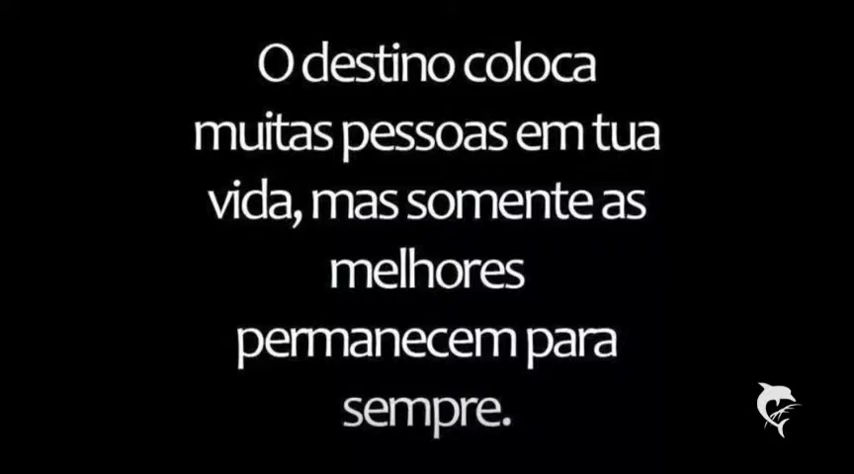 O destino coloca
muitas pessoas em tua
vida, mas somente as
melhores
permanecem para
sempre.